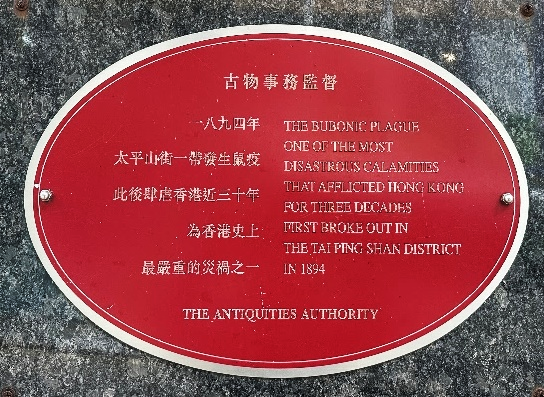 古物事務監督
一八九四年
太平山街一帶發生鼠疫
此後肆虐香港近三十年
為香港史上
最嚴重的災禍之一
THE BUBONIC PLAGUE
ONE OF THE MOST
DISASTROUS CALAMITIES
THAT AFFLICTED HONG KONG
FOR THREE DECADES
FIRST BROKE OUT IN
THE TAI PING SHAN DISTRICT
IN 1894
THE ANTIQUITIES AUTHORITY